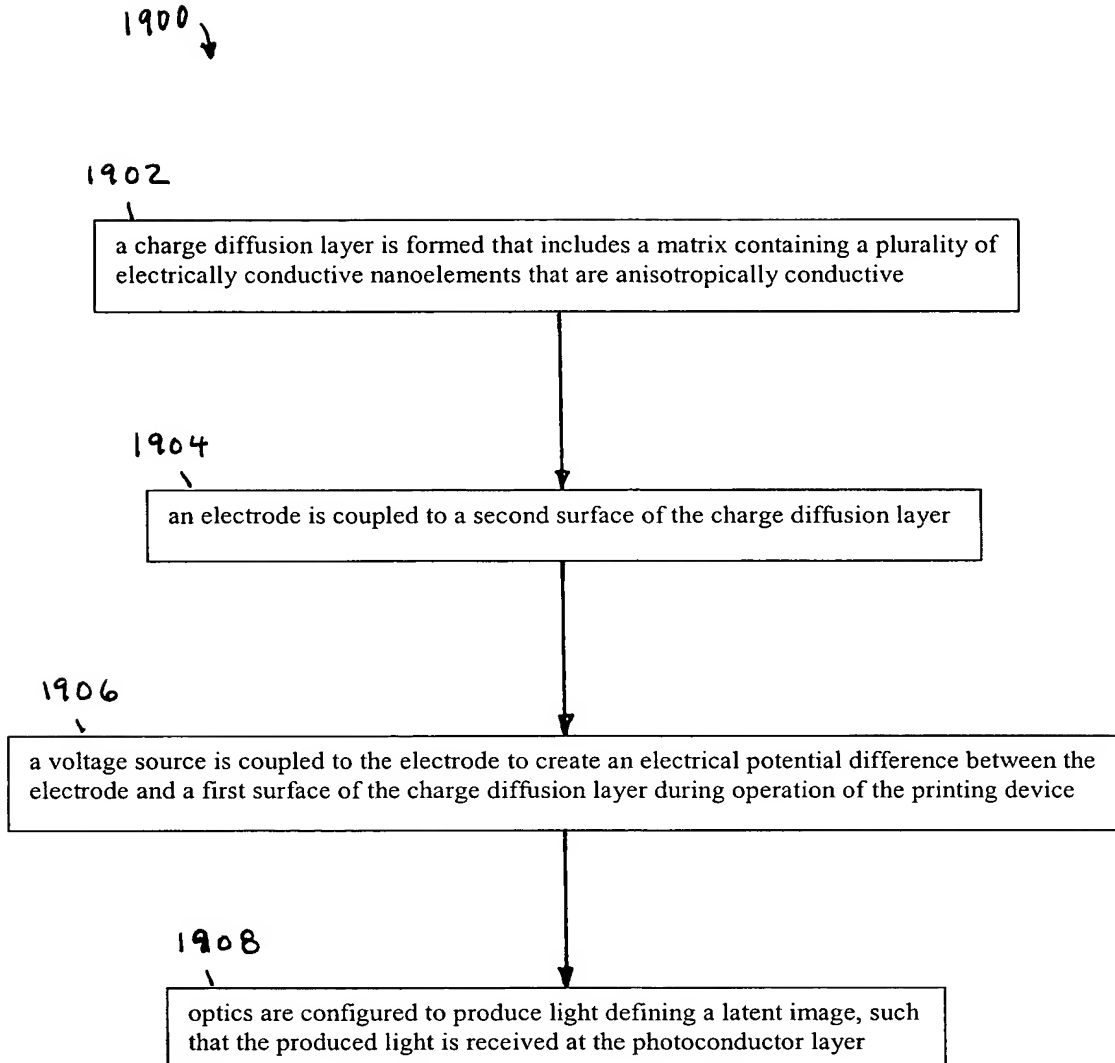 1900
1902
a charge diffusion layer is formed that includes a matrix containing a plurality of
electrically conductive nanoelements that are anisotropically conductive
1904
an electrode is coupled to a second surface of the charge diffusion layer
1906
a voltage source is coupled to the electrode to create an electrical potential difference between the
electrode and a first surface of the charge diffusion layer during operation of the printing device
1908
optics are configured to produce light defining a latent image, such
that the produced light is received at the photoconductor layer